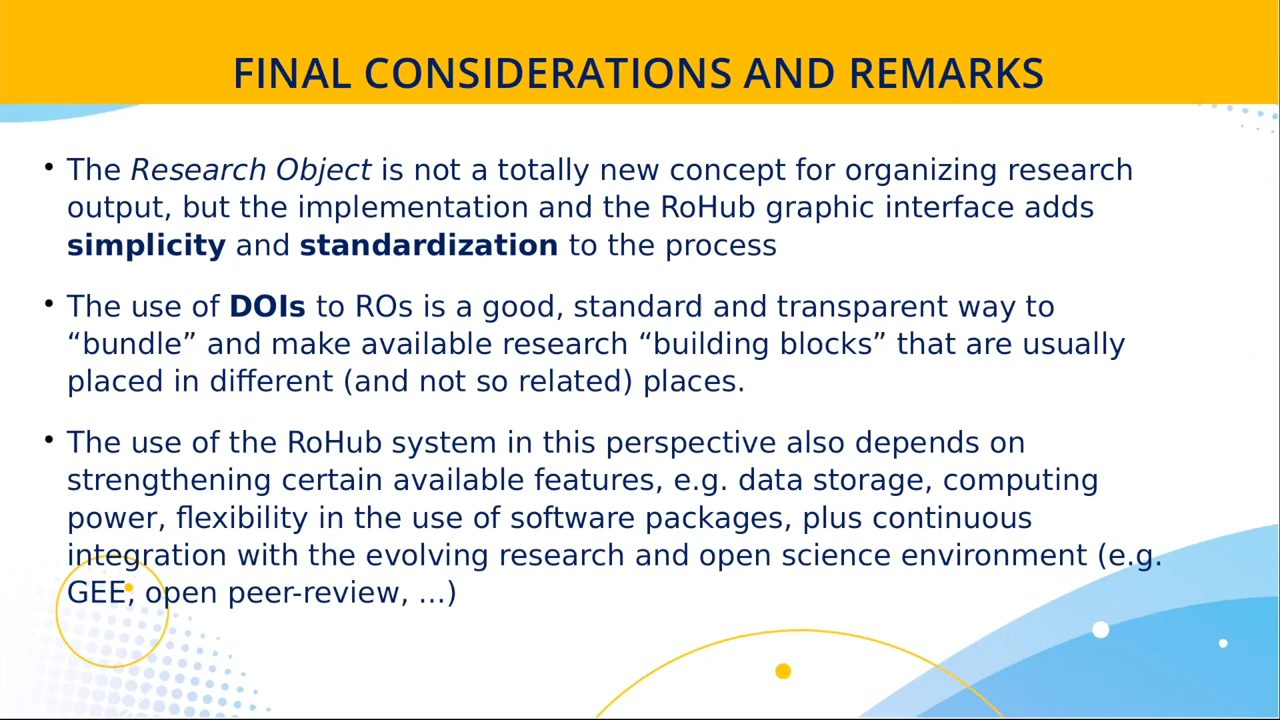 FINAL CONSIDERATIONS AND REMARKS
• The Research Object is not a totally new concept for organizing research
output, but the implementation and the RoHub graphic interface adds
simplicity and standardization to the process
• The use of DOIs to ROs is a good, standard and transparent way to
“bundle” and make available research “building blocks” that are usually
placed in different (and not so related) places.
• The use of the RoHub system in this perspective also depends on
strengthening certain available features, e.g. data storage, computing
power, flexibility in the use of software packages, plus continuous
integration with the evolving research and open science environment (e.g.
GEE, open peer-review, ...)